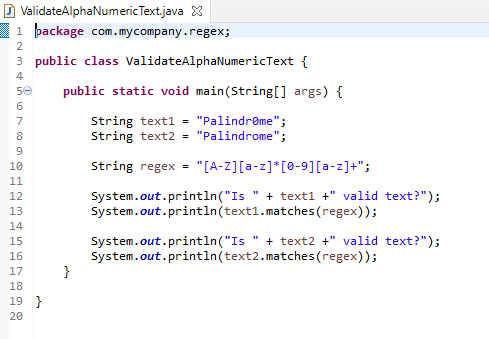 ValidateAlphaNumericText.java
1 package com.mycompany.regex;
2
3 public class ValidateAlphaNumericText {
4
5 public static void main(String[] args) {
6
7 String text1 = "Palindr0me";
8 String text2 = "Palindrome";
9
10 String regex = "[A-Z][a-z]*[0-9][a-z]+";
11
12 System.out.println("Is " + text1 +" valid text?");
13 System.out.println(text1.matches(regex));
14
15 System.out.println("Is " + text2 +" valid text?");
16 System.out.println(text2.matches(regex));
17 }
18
19 }
20